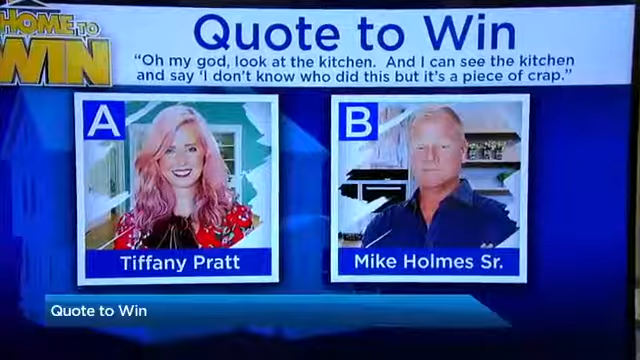 HOME TO
WIN
Quote to Win
"Oh my god, look at the kitchen. And I can see the kitchen
and say 'I don't know who did this but it's a piece of crap."
A
B
Tiffany Pratt
Mike Holmes Sr.
Quote to Win